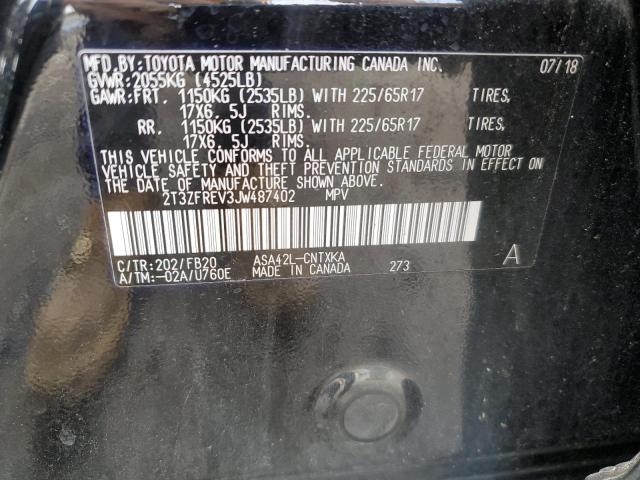 MFD.BY:TOYOTA MOTOR MANUFACTURING CANADA INC. 07/18
GVWR:2055KG (4525LB)
GAWR:FRT. 1150KG (2535LB) WITH 225/65R17 TIRES,
17X6. 5J RIMS.
RR. 1150KG (2535LB) WITH 225/65R17 TIRES,
17X6. 5J RIMS.
THIS VEHICLE CONFORMS TO ALL APPLICABLE FEDERAL MOTOR
VEHICLE SAFETY AND THEFT PREVENTION STANDARDS IN EFFECT ON
THE DATE OF MANUFACTURE SHOWN ABOVE.
2T3ZFREV3JW487402 MPV
C/TR:202/FB20 ASA42L-CNTXKA A
A/TM:-02A/U760E MADE IN CANADA 273